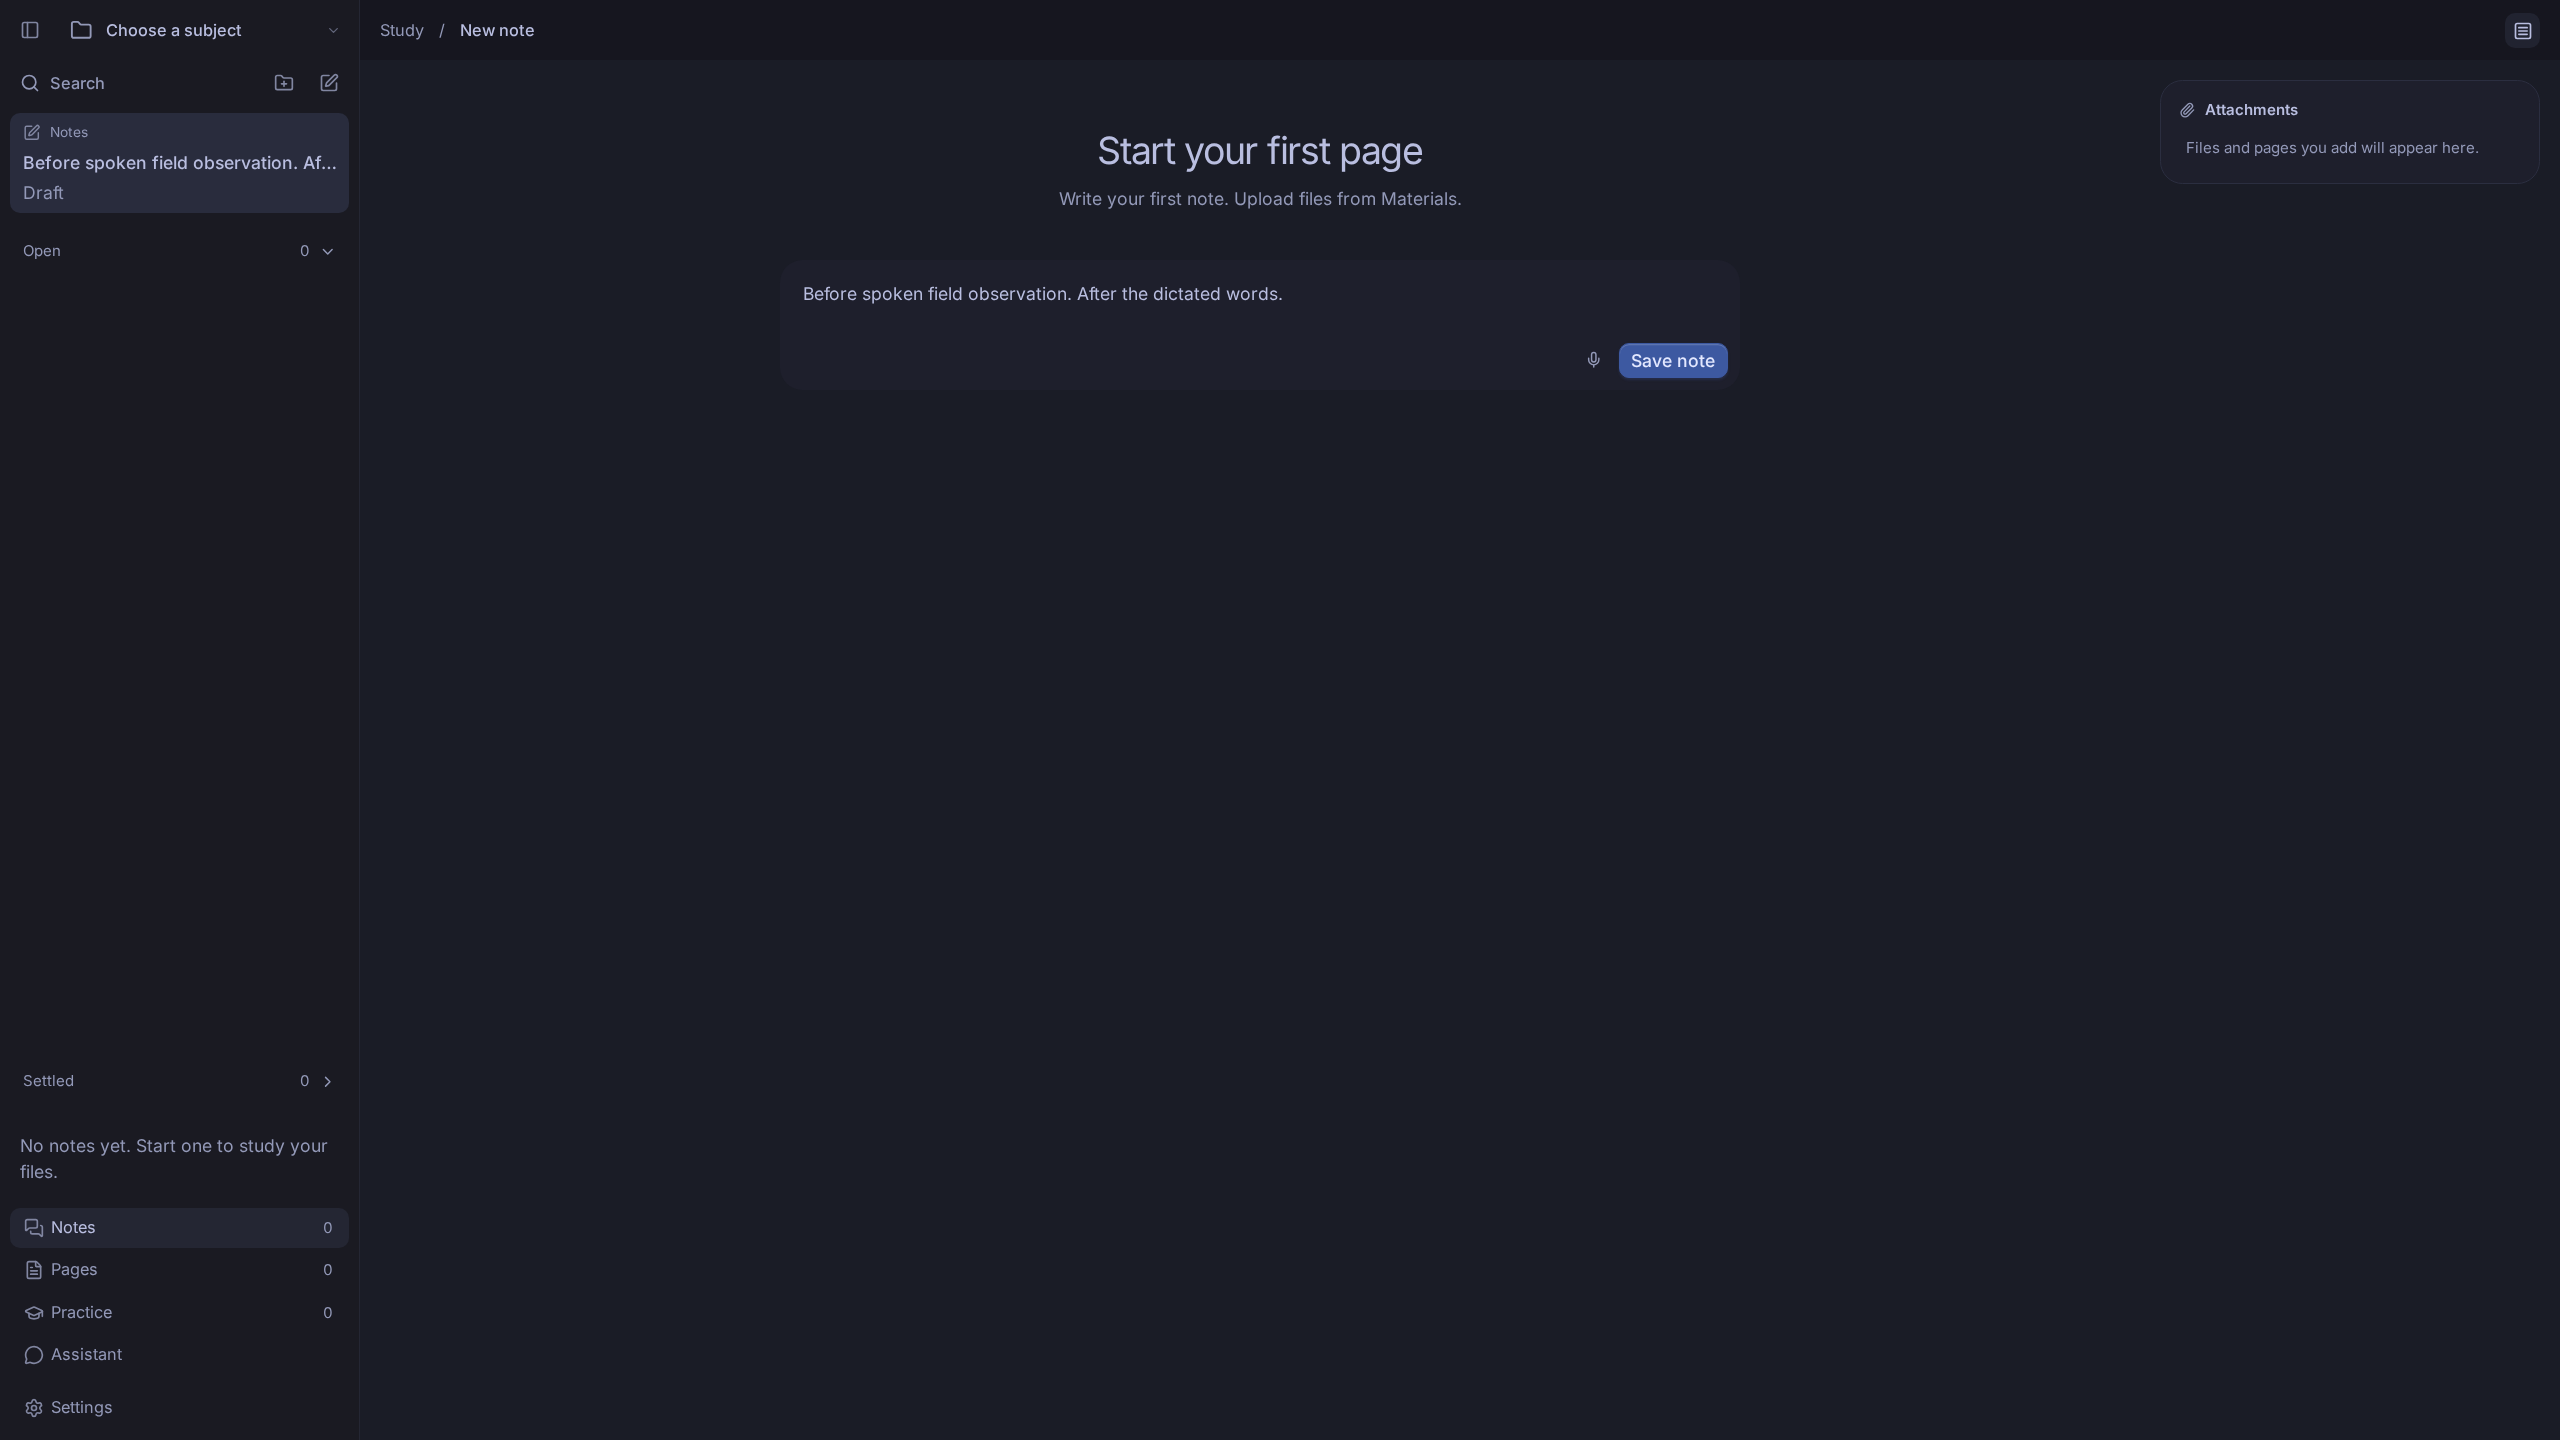 Choose a subject
Search
Notes
Before spoken field observation. Af...
Draft
Open 0
Settled 0
No notes yet. Start one to study your
files.
Notes 0
Pages 0
Practice 0
Assistant
Settings
Study / New note
Start your first page
Write your first note. Upload files from Materials.
Before spoken field observation. After the dictated words.
Save note
Attachments
Files and pages you add will appear here.